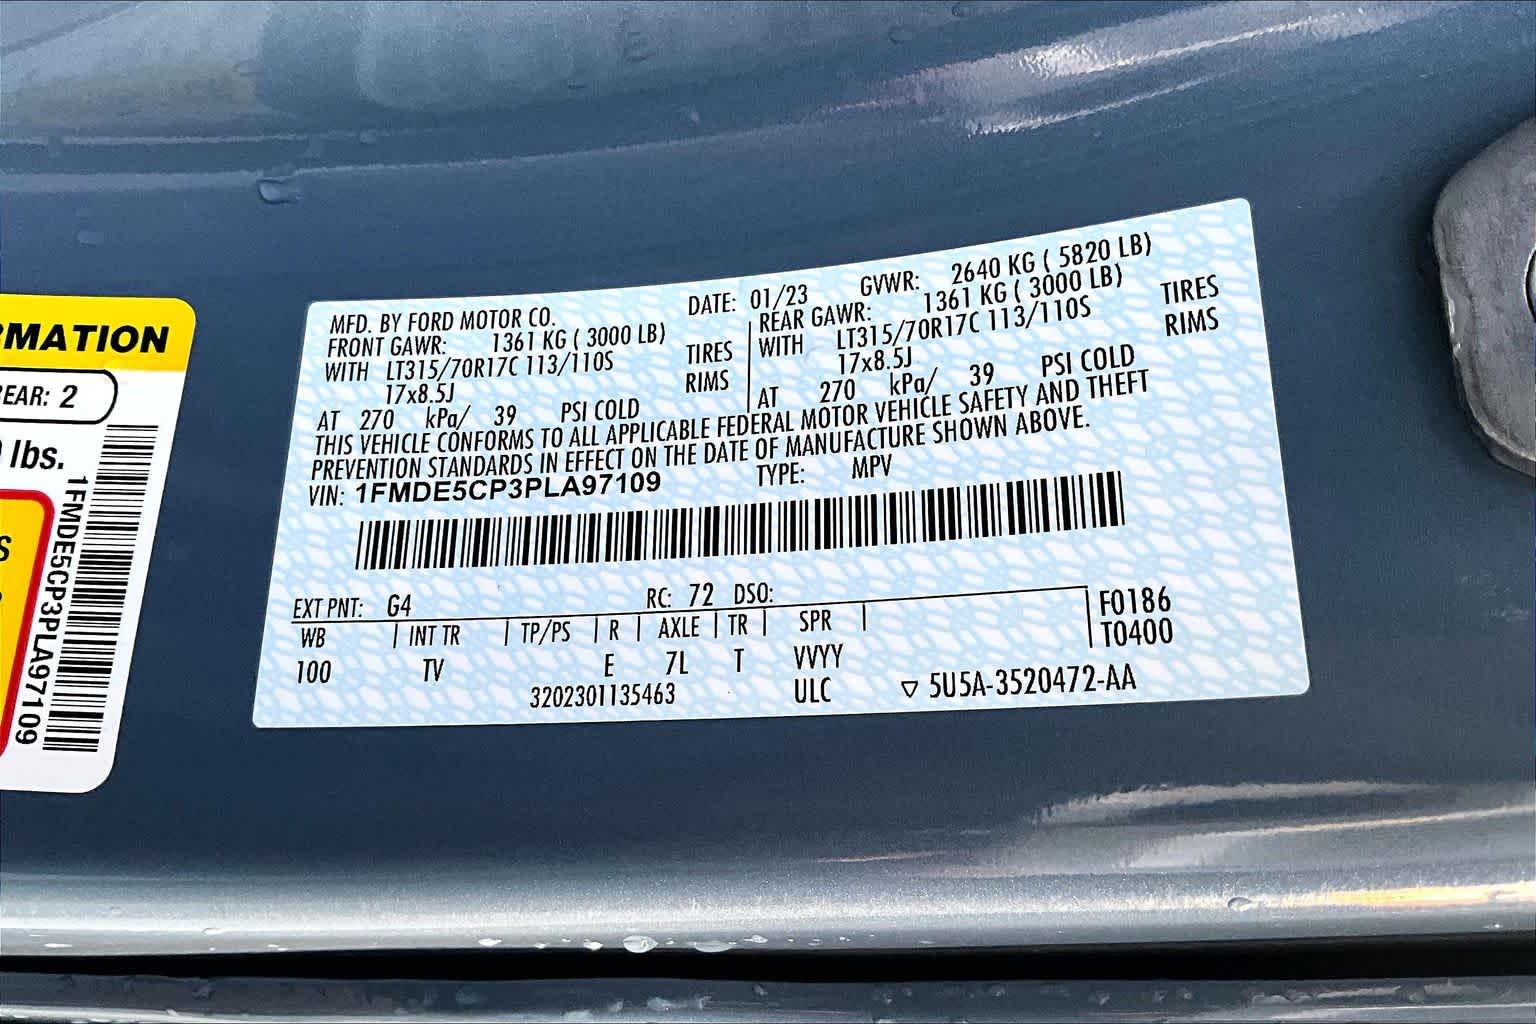 RMATION
EAR: 2
lbs.
1FMDE5CP3PLA97109
S
MFD. BY FORD MOTOR CO. DATE: 01/23 GVWR: 2640 KG ( 5820 LB)
FRONT GAWR: 1361 KG ( 3000 LB) REAR GAWR: 1361 KG ( 3000 LB)
WITH LT315/70R17C 113/110S TIRES WITH LT315/70R17C 113/110S TIRES
17x8.5J RIMS 17x8.5J RIMS
AT 270 kPa/ 39 PSI COLD AT 270 kPa/ 39 PSI COLD
THIS VEHICLE CONFORMS TO ALL APPLICABLE FEDERAL MOTOR VEHICLE SAFETY AND THEFT
PREVENTION STANDARDS IN EFFECT ON THE DATE OF MANUFACTURE SHOWN ABOVE.
VIN: 1FMDE5CP3PLA97109 TYPE: MPV
EXT PNT: G4 RC: 72 DSO:
WB | INT TR | TP/PS | R | AXLE | TR | SPR | F0186
100 TV E 7L T VVYY T0400
3202301135463 ULC ▽ 5U5A-3520472-AA